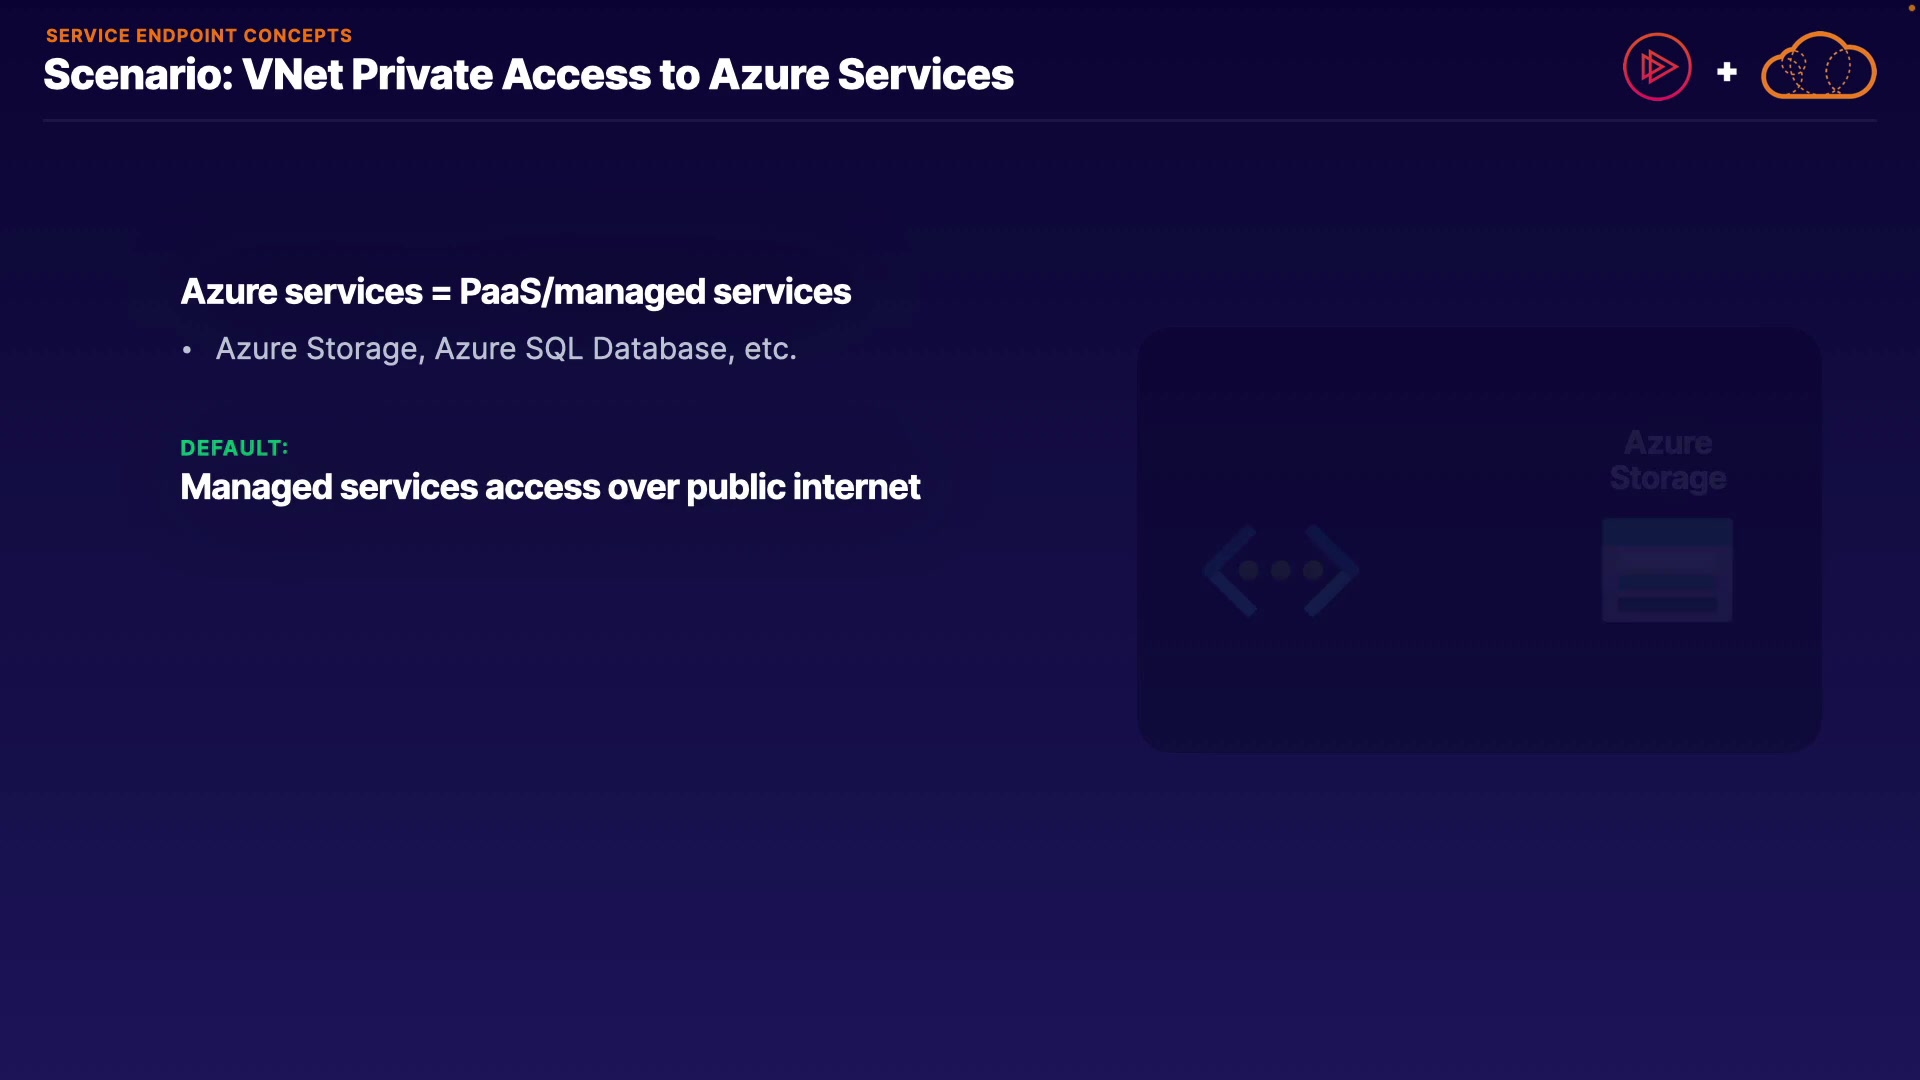 SERVICE ENDPOINT CONCEPTS
Scenario: VNet Private Access to Azure Services
Azure services = PaaS/managed services
• Azure Storage, Azure SQL Database, etc.
DEFAULT:
Managed services access over public internet
Azure
Storage